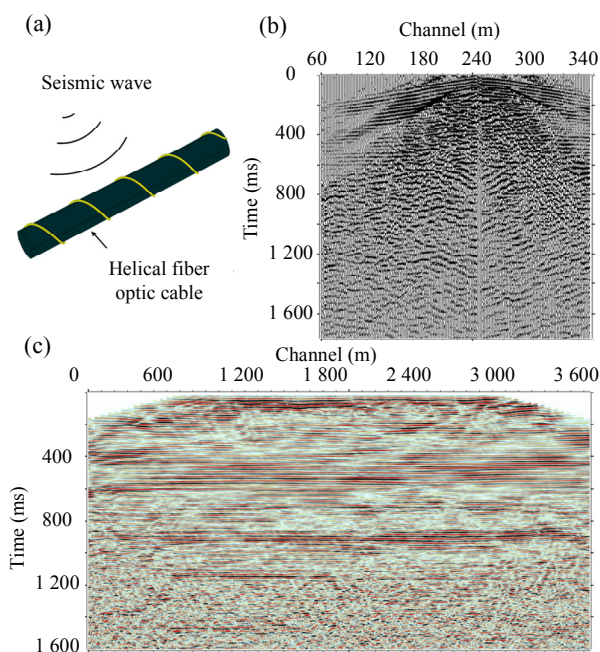 (a)
Seismic wave
Helical fiber
optic cable
(b)
Channel (m)
60 120 180 240 300 340
0
400
800
1 200
1 600
Time (ms)
(c)
Channel (m)
0 600 1 200 1 800 2 400 3 000 3 600
400
800
1 200
1 600
Time (ms)